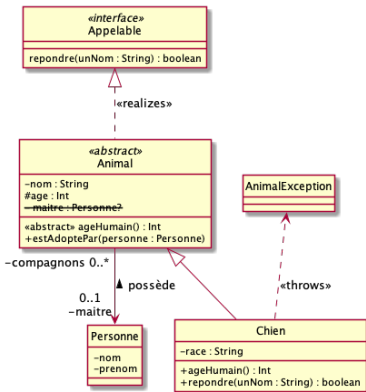 «interface»
Appelable
repondre(unNom : String) : boolean
«realizes»
«abstract»
Animal
-nom : String
#age : Int
-maitre : Personne?
«abstract» ageHumain() : Int
+estAdoptePar(personne : Personne)
AnimalException
-compagnons 0..*
possède
«throws»
0..1
-maitre
Personne
-nom
-prenom
Chien
-race : String
+ageHumain() : Int
+repondre(unNom : String) : boolean